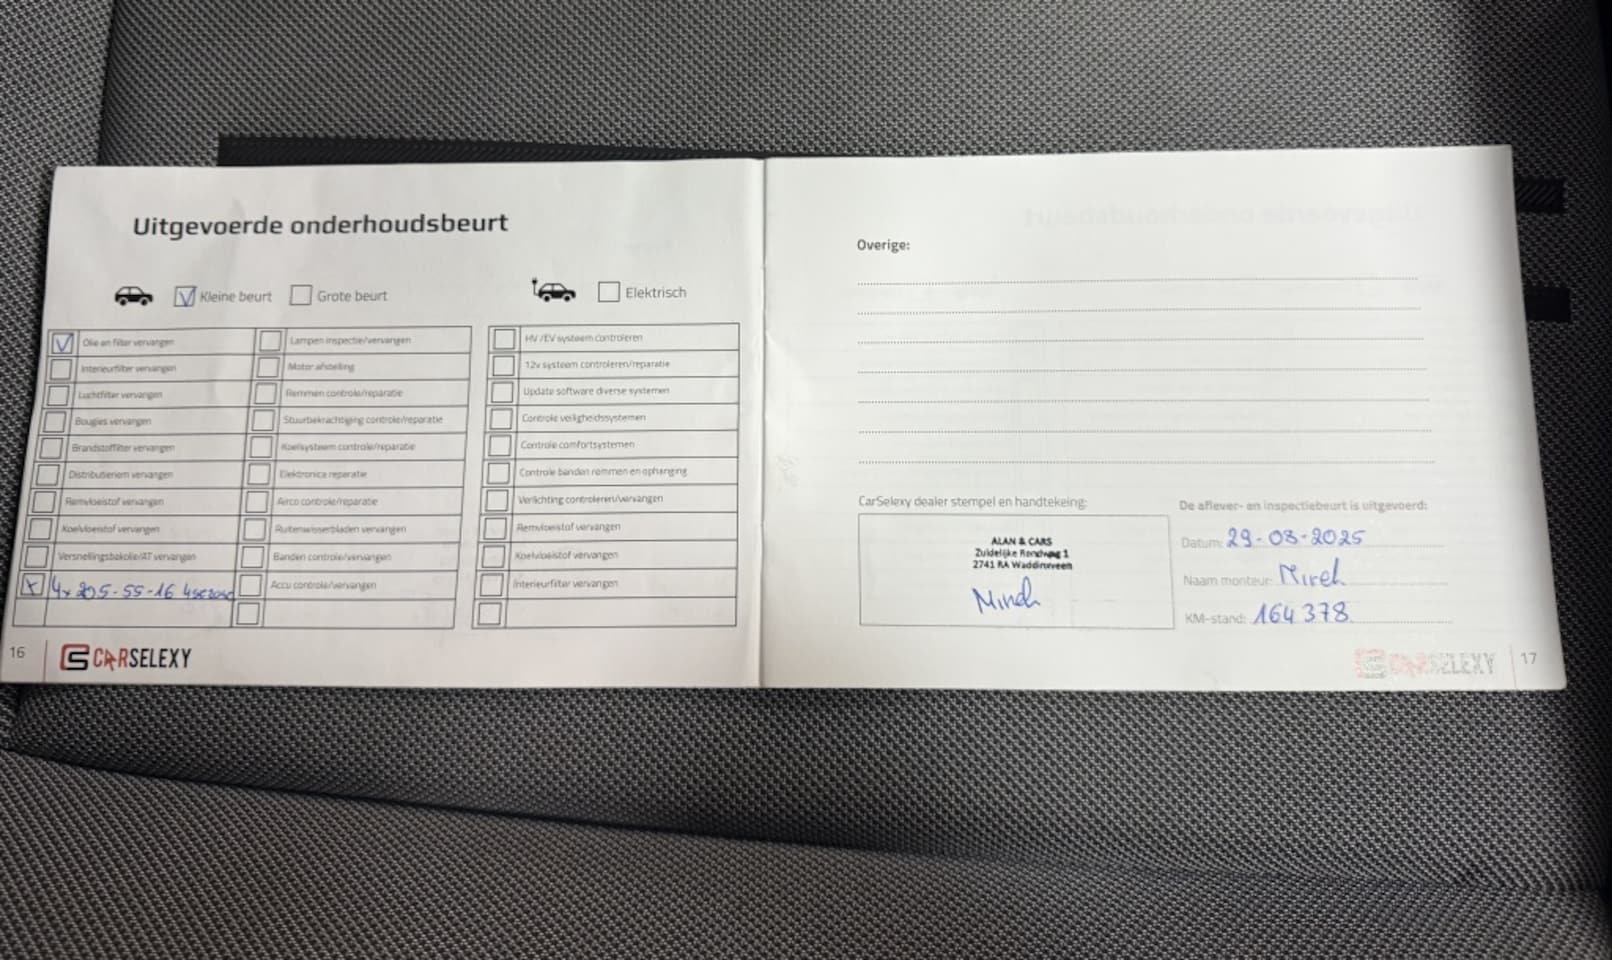 Uitgevoerde onderhoudsbeurt
Kleine beurt
Grote beurt
Elektrisch
Olie en filter vervangen
Interieurfilter vervangen
Luchtfilter vervangen
Bougies vervangen
Brandstoffilter vervangen
Distributieriem vervangen
Remvloeistof vervangen
Koelvloeistof vervangen
Versnellingsbakolie/AT vervangen
4x 205-55-16 4seizoen
Lampen inspectie/vervangen
Motor afstelling
Remmen controle/reparatie
Stuurbekrachtiging controle/reparatie
Koelsysteem controle/reparatie
Elektronica reparatie
Airco controle/reparatie
Ruitenwisserbladen vervangen
Banden controle/vervangen
Accu controle/vervangen
HV /EV systeem controleren
12v systeem controleren/reparatie
Update software diverse systemen
Controle veiligheidssystemen
Controle comfortsystemen
Controle banden remmen en ophanging
Verlichting controleren/vervangen
Remvloeistof vervangen
Koelvloeistof vervangen
Interieurfilter vervangen
16
CARSELEXY
Overige:
CarSelexy dealer stempel en handtekeing:
ALAN & CARS
Zuidelijke Rondweg 1
2741 RA Waddinxveen
De aflever- en inspectiebeurt is uitgevoerd:
Datum: 29-08-2025
Naam monteur:
KM-stand: 164378
CARSELEXY
17